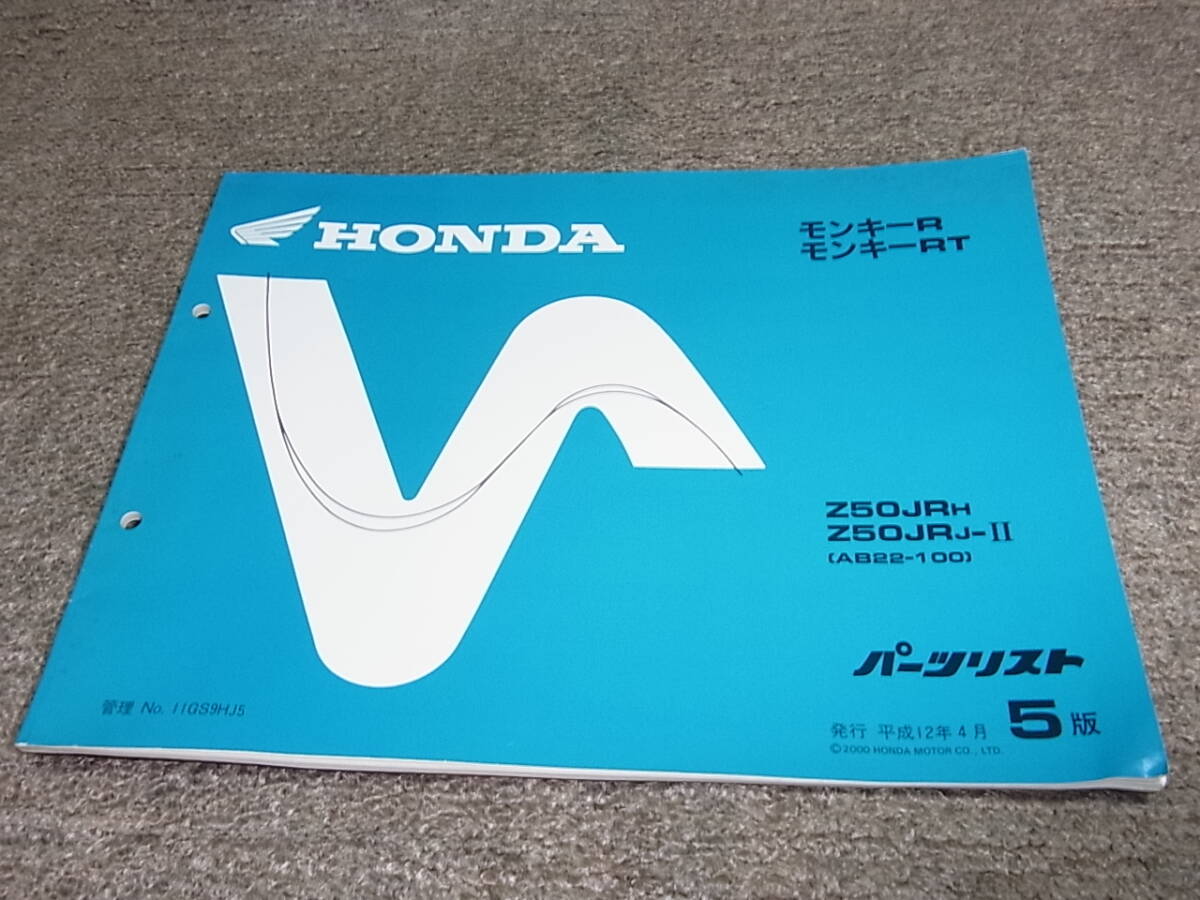 HONDA
モンキーR
モンキーRT
Z50JRH
Z50JRJ-II
(AB22-100)
パーツリスト
管理 No. 11GS9HJ5
発行 平成12年4月 5版
©2000 HONDA MOTOR CO., LTD.